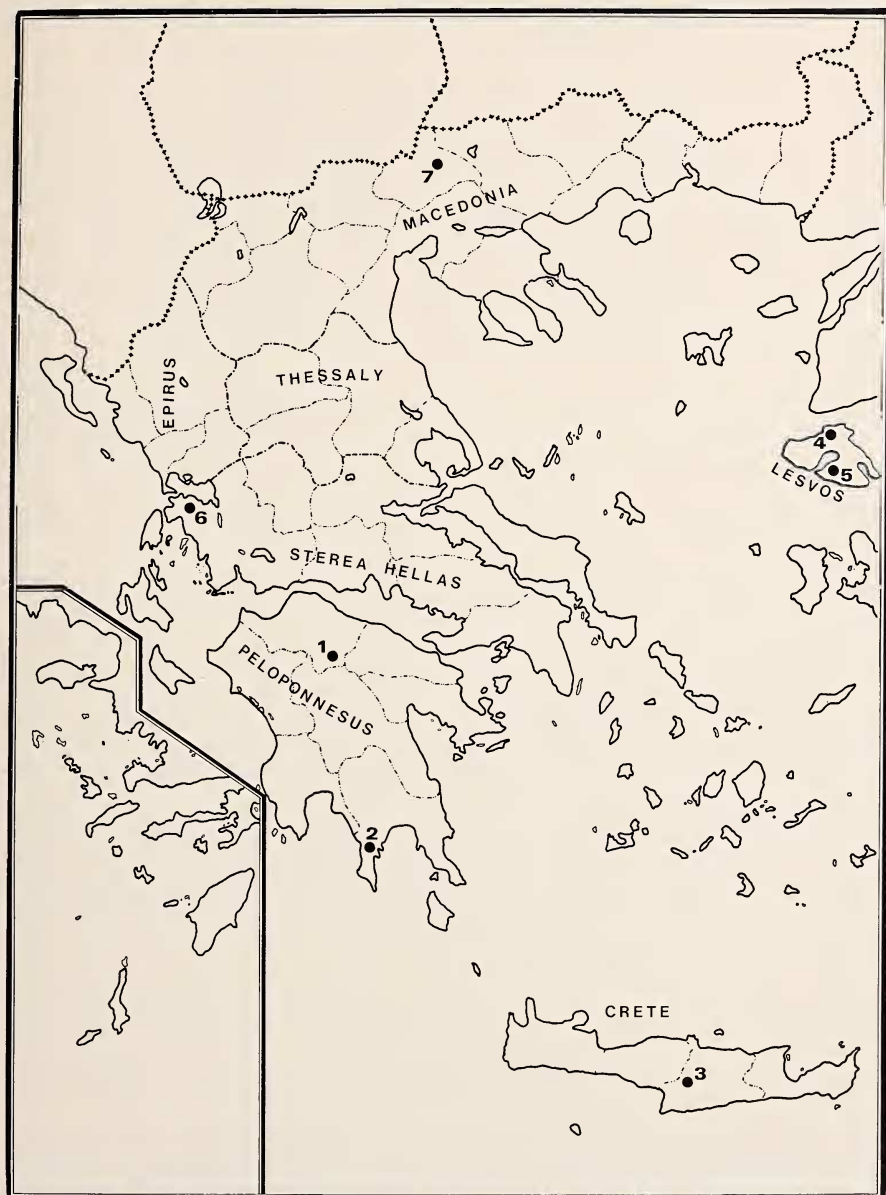 7
MACEDONIA
EPIRUS
THESSALY
4
5
LESVOS
6
STEREA HELLAS
1
PELOPONNESUS
2
CRETE
3